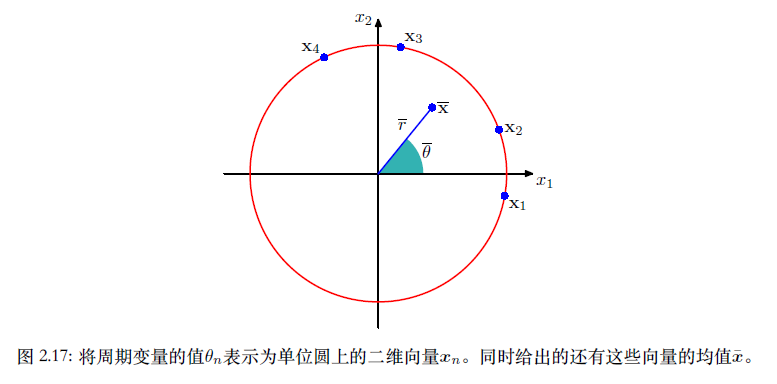 x₂
x₄
x₃
x̄
r̄
x₂
θ̄
x₁
x₁
图 2.17: 将周期变量的值θₙ表示为单位圆上的二维向量xₙ。同时给出的还有这些向量的均值x̄。